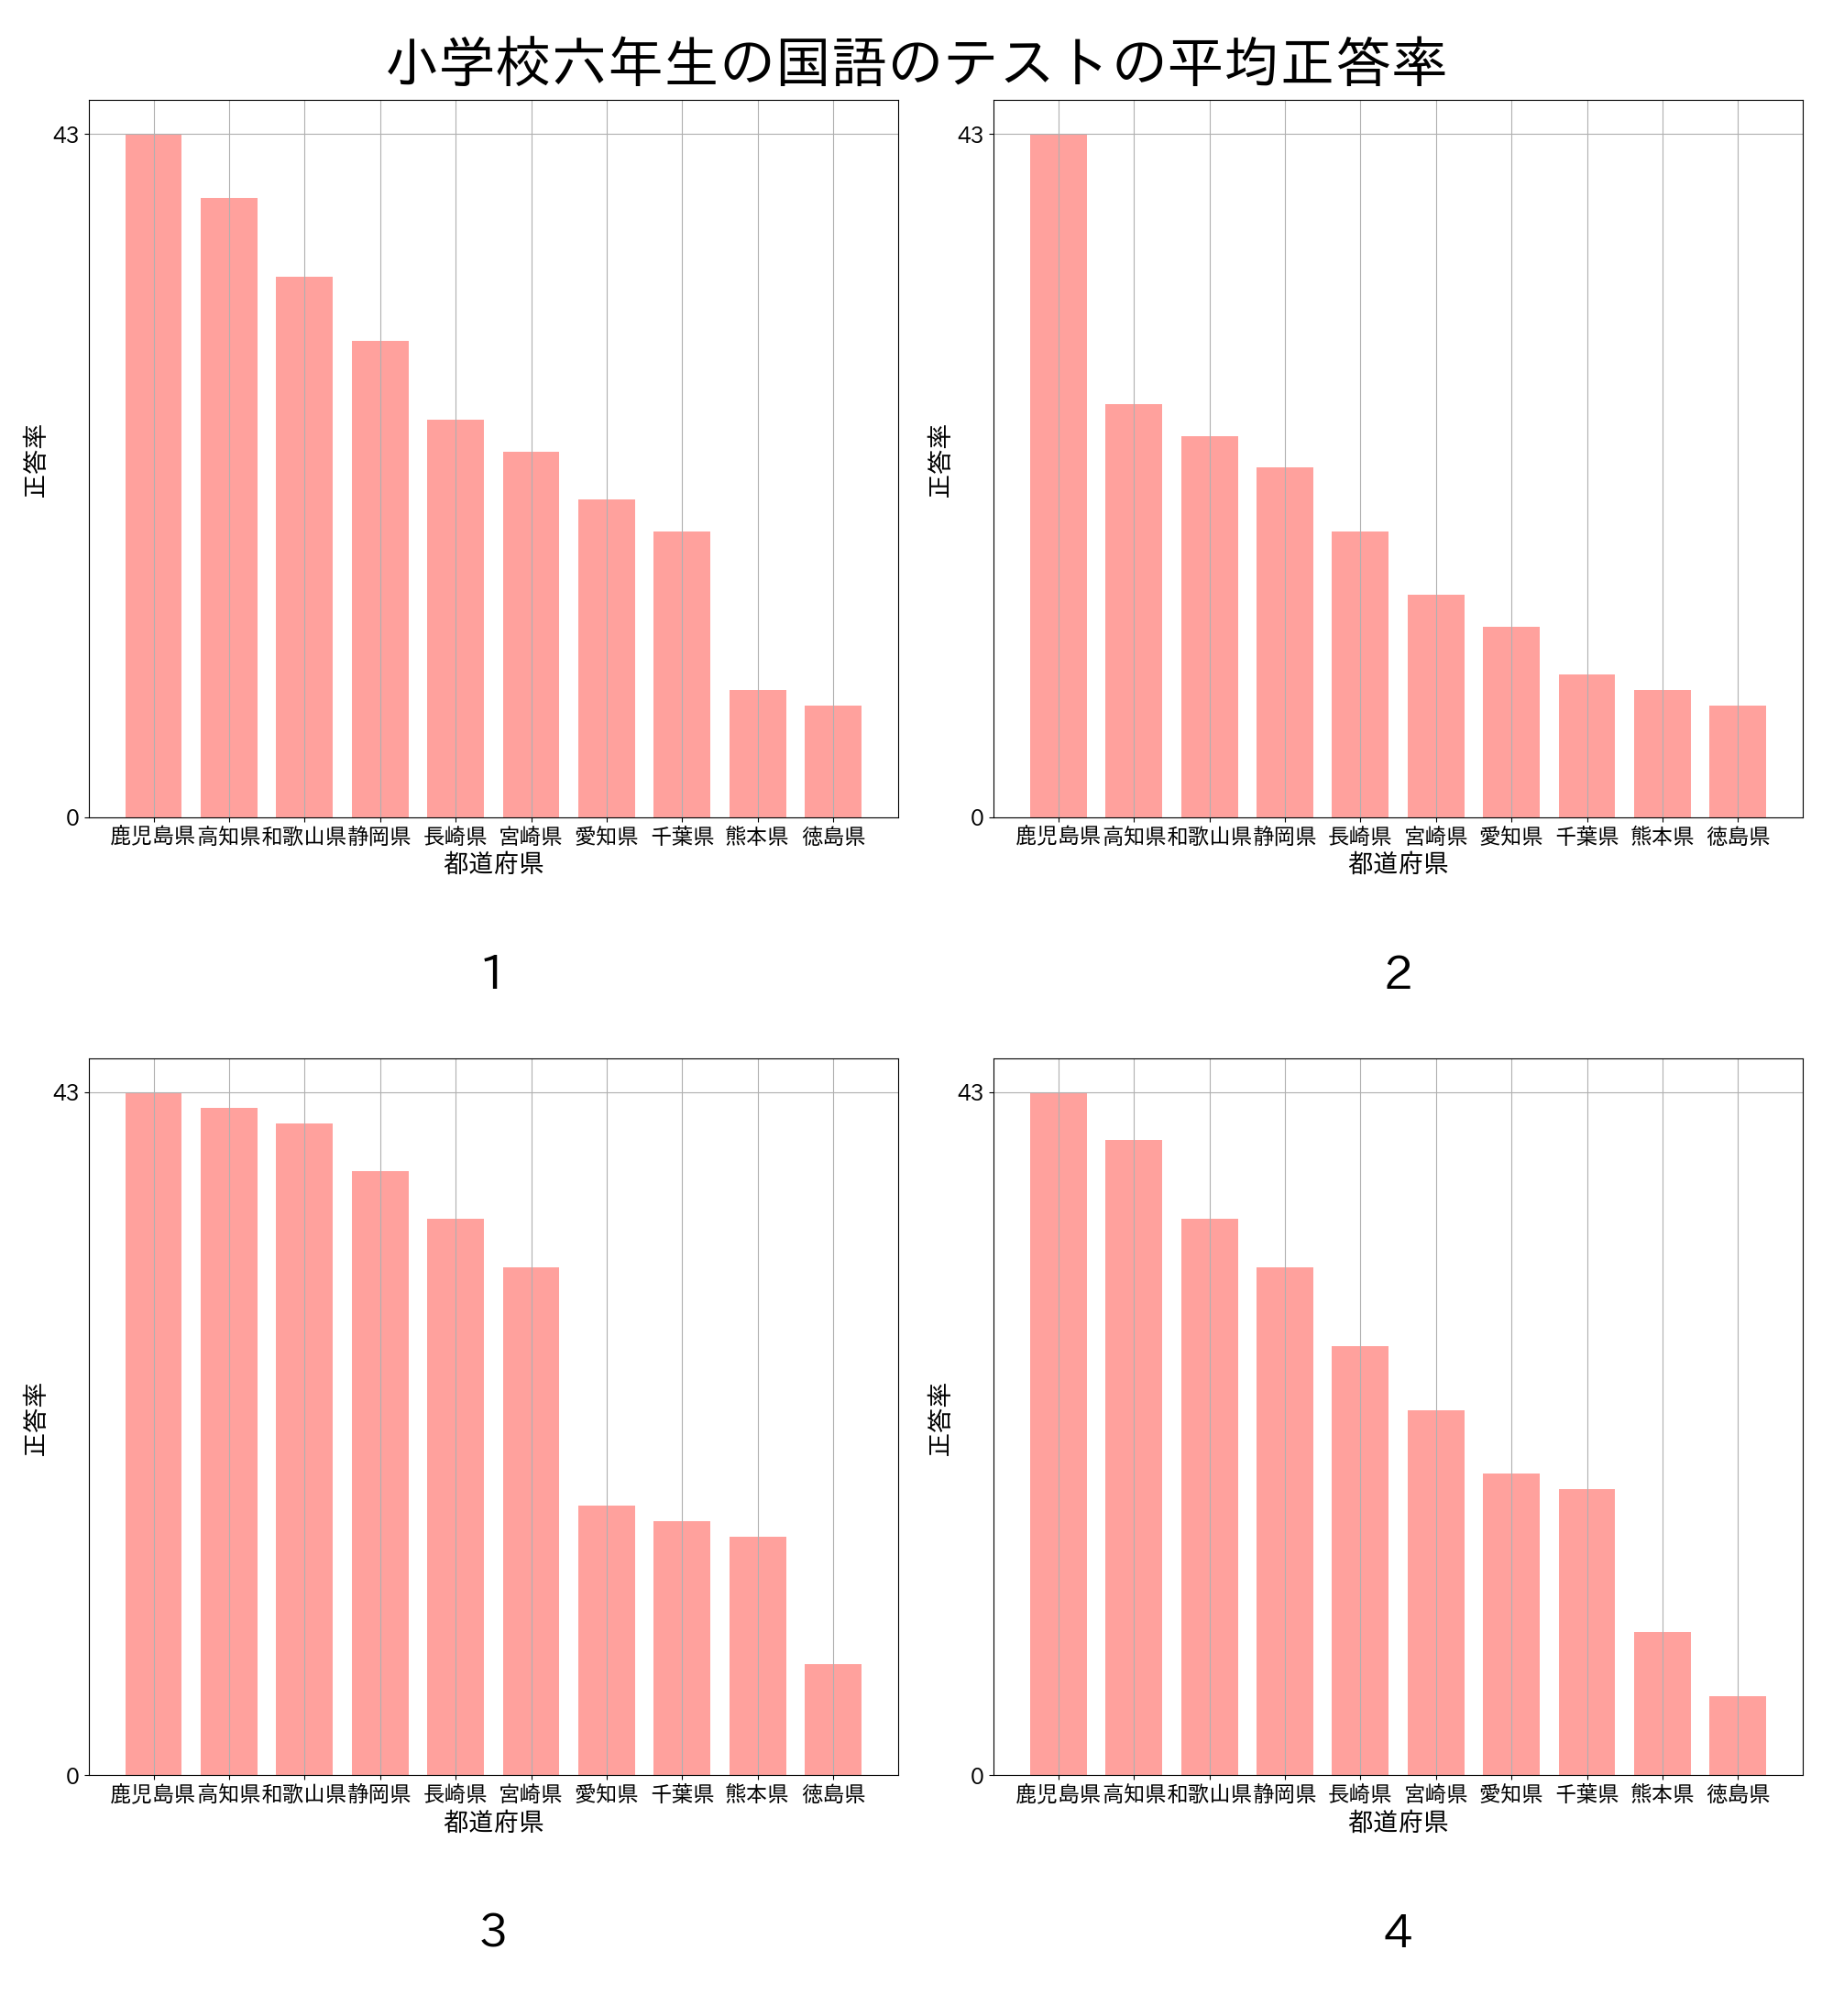 小学校六年生の国語のテストの平均正答率
43
0
正答率
鹿児島県 高知県 和歌山県 静岡県 長崎県 宮崎県 愛知県 千葉県 熊本県 徳島県
都道府県
1
43
0
正答率
鹿児島県 高知県 和歌山県 静岡県 長崎県 宮崎県 愛知県 千葉県 熊本県 徳島県
都道府県
2
43
0
正答率
鹿児島県 高知県 和歌山県 静岡県 長崎県 宮崎県 愛知県 千葉県 熊本県 徳島県
都道府県
3
43
0
正答率
鹿児島県 高知県 和歌山県 静岡県 長崎県 宮崎県 愛知県 千葉県 熊本県 徳島県
都道府県
4